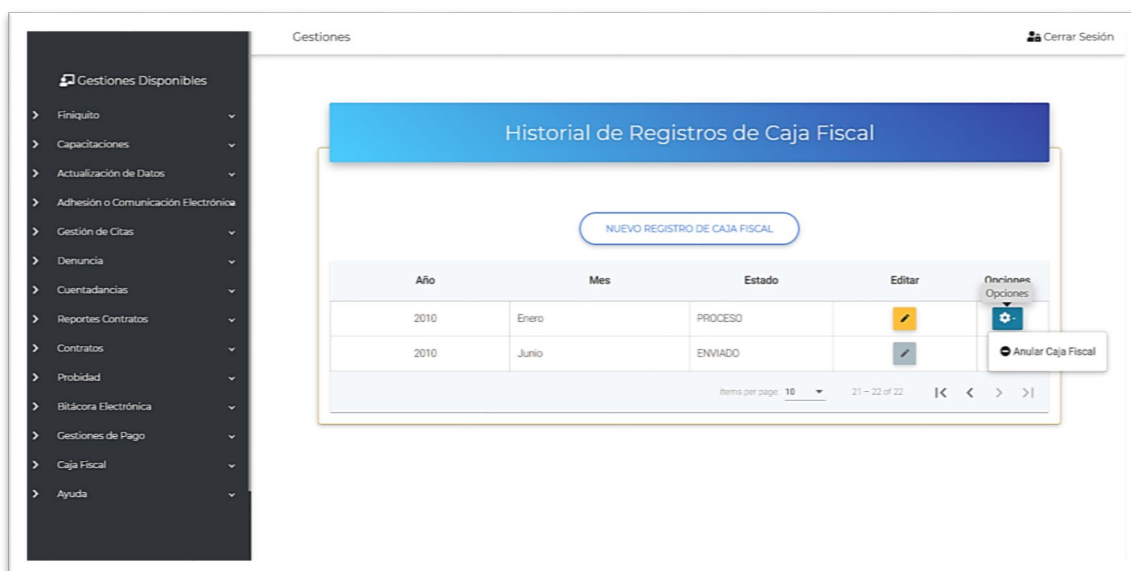 Gestiones
Cerrar Sesión
Gestiones Disponibles
Finiquito
Capacitaciones
Actualización de Datos
Adhesión o Comunicación Electrónica
Gestión de Citas
Denuncia
Cuentadancias
Reportes Contratos
Contratos
Probidad
Bitácora Electrónica
Gestiones de Pago
Caja Fiscal
Ayuda
Historial de Registros de Caja Fiscal
NUEVO REGISTRO DE CAJA FISCAL
Año Mes Estado Editar Opciones
Opciones
2010 Enero PROCESO
2010 Junio ENVIADO
Anular Caja Fiscal
Items per page: 10 21 – 22 of 22